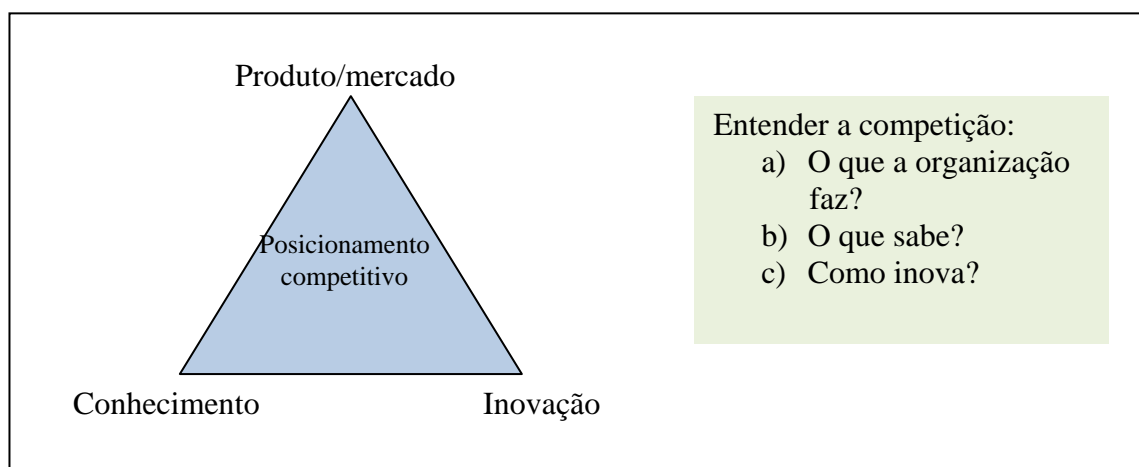 Produto/mercado
Posicionamento
competitivo
Conhecimento
Inovação
Entender a competição:
a) O que a organização
faz?
b) O que sabe?
c) Como inova?